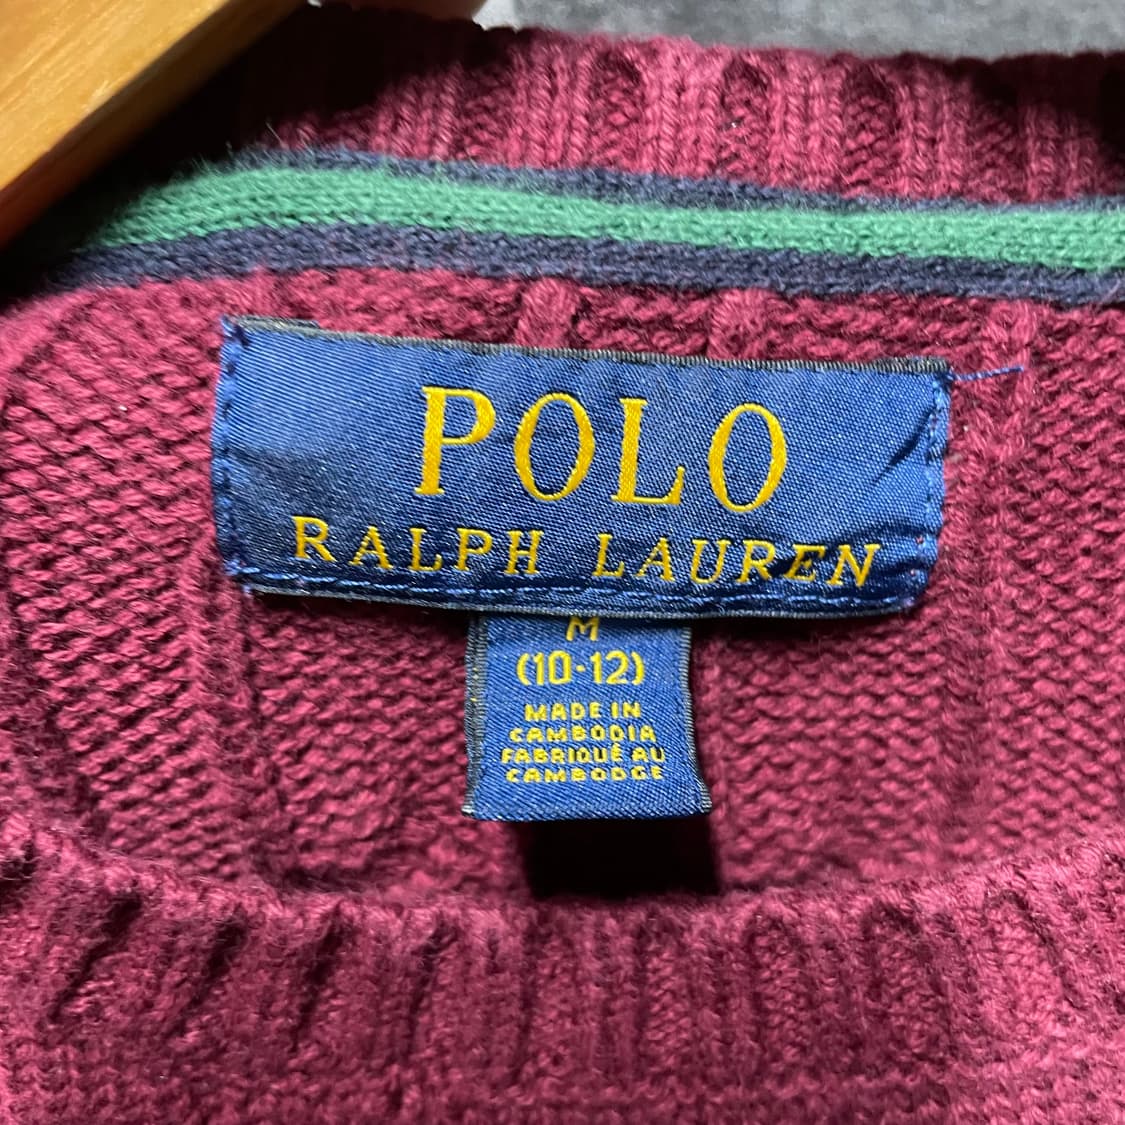 POLO
RALPH LAUREN
M
(10-12)
MADE IN
CAMBODIA
FABRIQUÉ AU
CAMBODGE